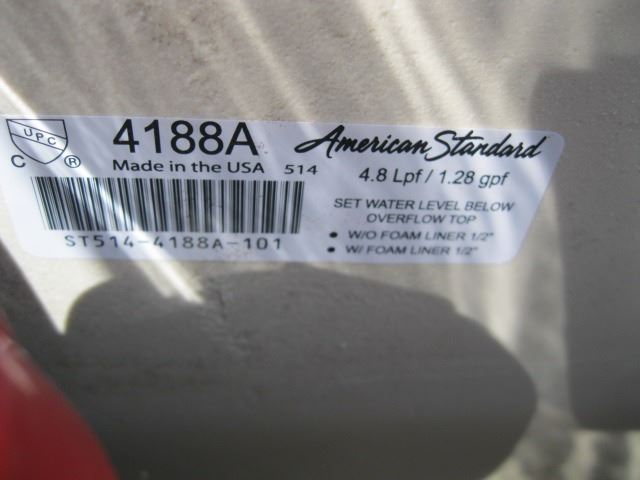 UPC
C ®
4188A
American Standard
Made in the USA 514
4.8 Lpf / 1.28 gpf
ST514-4188A-101
SET WATER LEVEL BELOW
OVERFLOW TOP
• W/O FOAM LINER 1/2"
• W/ FOAM LINER 1/2"